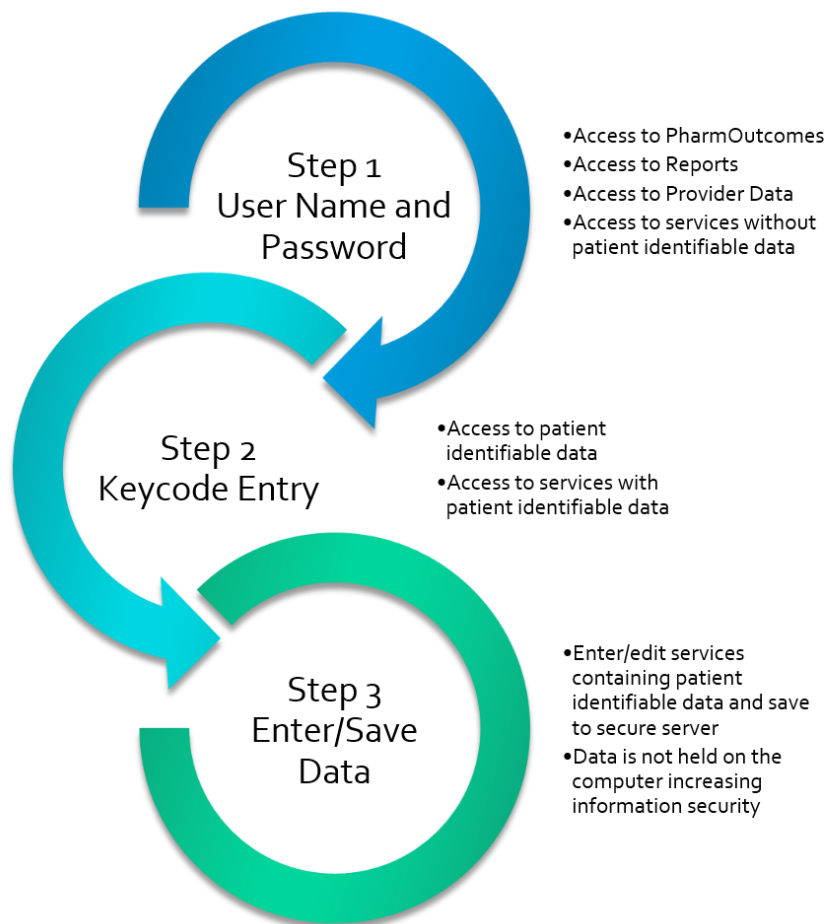 Step 1
User Name and
Password
•Access to PharmOutcomes
•Access to Reports
•Access to Provider Data
•Access to services without
patient identifiable data
Step 2
Keycode Entry
•Access to patient
identifiable data
•Access to services with
patient identifiable data
Step 3
Enter/Save
Data
•Enter/edit services
containing patient
identifiable data and save
to secure server
•Data is not held on the
computer increasing
information security